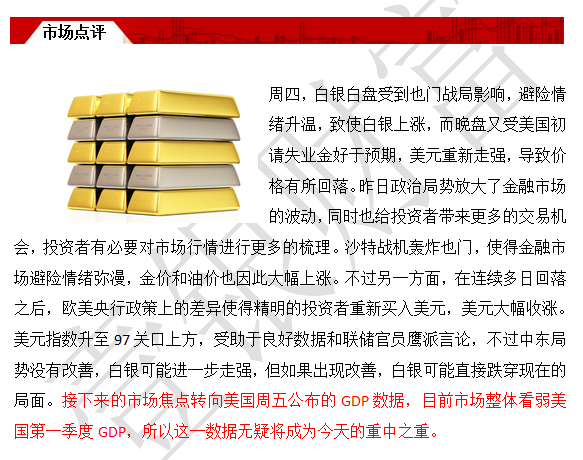 市场点评
周四，白银白盘受到也门战局影响，避险情
绪升温，致使白银上涨，而晚盘又受美国初
请失业金好于预期，美元重新走强，导致价
格有所回落。昨日政治局势放大了金融市场
的波动，同时也给投资者带来更多的交易机
会，投资者有必要对市场行情进行更多的梳理。沙特战机轰炸也门，使得金融市
场避险情绪弥漫，金价和油价也因此大幅上涨。不过另一方面，在连续多日回落
之后，欧美央行政策上的差异使得精明的投资者重新买入美元，美元大幅收涨。
美元指数升至 97 关口上方，受助于良好数据和联储官员鹰派言论，不过中东局
势没有改善，白银可能进一步走强，但如果出现改善，白银可能直接跌穿现在的
局面。接下来的市场焦点转向美国周五公布的 GDP 数据，目前市场整体看弱美
国第一季度 GDP，所以这一数据无疑将成为今天的重中之重。